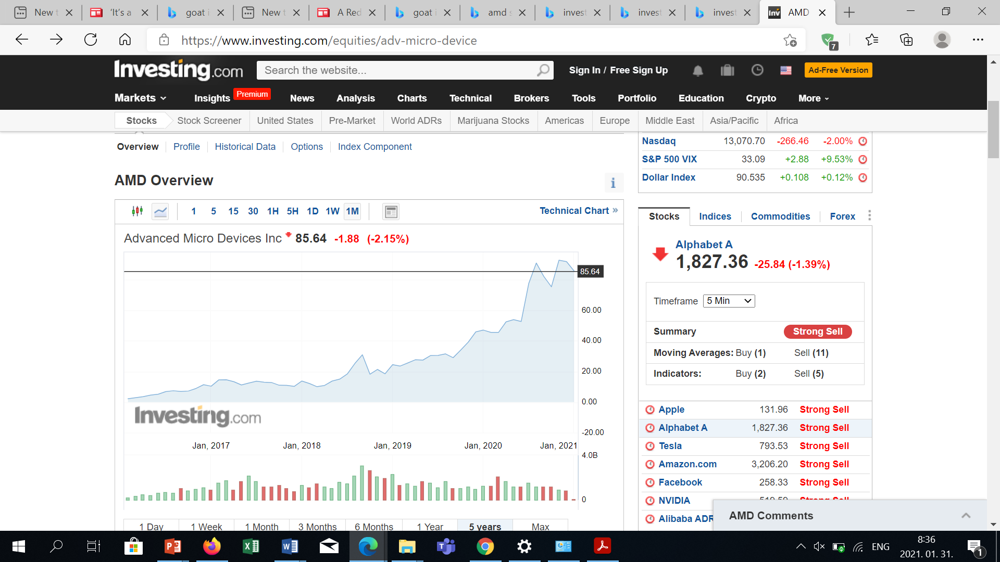 New t
'It's a
goat i
New t
A Red
goat i
amd s
invest
invest
invest
AMD
https://www.investing.com/equities/adv-micro-device
7
Investing.com
Search the website...
Sign In / Free Sign Up
Ad-Free Version
Markets
Insights
Premium
News
Analysis
Charts
Technical
Brokers
Tools
Portfolio
Education
Crypto
More
Stocks
Stock Screener
United States
Pre-Market
World ADRs
Marijuana Stocks
Americas
Europe
Middle East
Asia/Pacific
Africa
Overview
Profile
Historical Data
Options
Index Component
Nasdaq 13,070.70 -266.46 -2.00%
S&P 500 VIX 33.09 +2.88 +9.53%
Dollar Index 90.535 +0.108 +0.12%
AMD Overview
i
1 5 15 30 1H 5H 1D 1W 1M
Technical Chart »
Advanced Micro Devices Inc 85.64 -1.88 (-2.15%)
85.64
60.00
40.00
20.00
0.00
-20.00
Investing.com
Jan, 2017 Jan, 2018 Jan, 2019 Jan, 2020 Jan, 2021
4.0B
0
1 Day 1 Week 1 Month 3 Months 6 Months 1 Year 5 years Max
Stocks Indices Commodities Forex
Alphabet A
1,827.36 -25.84 (-1.39%)
Timeframe 5 Min
Summary Strong Sell
Moving Averages: Buy (1) Sell (11)
Indicators: Buy (2) Sell (5)
Apple 131.96 Strong Sell
Alphabet A 1,827.36 Strong Sell
Tesla 793.53 Strong Sell
Amazon.com 3,206.20 Strong Sell
Facebook 258.33 Strong Sell
NVIDIA
Alibaba ADR
AMD Comments
ENG
8:36
2021. 01. 31.
1